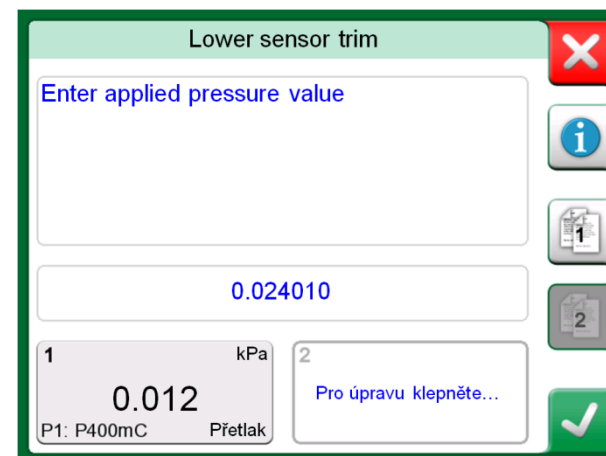 Lower sensor trim
Enter applied pressure value
0.024010
1 kPa
0.012
P1: P400mC Přetlak
2
Pro úpravu klepněte...
i
1
2